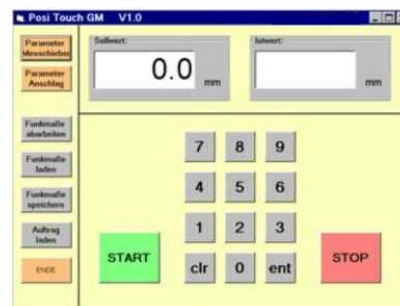 Posi Touch GM V1.0
Parameter
Messschieber
Parameter
Anschlag
Funkmaße
abarbeiten
Funkmaße
laden
Funkmaße
speichern
Auftrag
laden
ENDE
Sollwert:
0.0 mm
Istwert:
mm
7 8 9
4 5 6
1 2 3
clr 0 ent
START
STOP